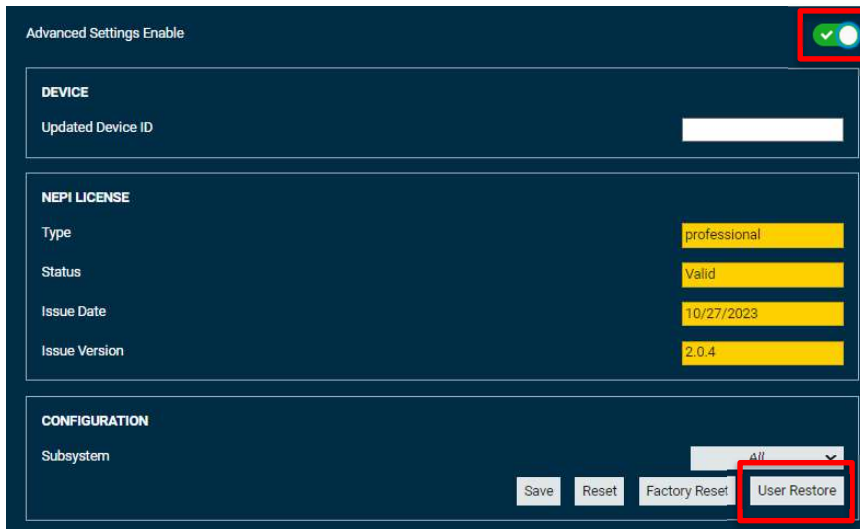 Advanced Settings Enable
DEVICE
Updated Device ID
NEPI LICENSE
Type professional
Status Valid
Issue Date 10/27/2023
Issue Version 2.0.4
CONFIGURATION
Subsystem All
Save Reset Factory Reset User Restore